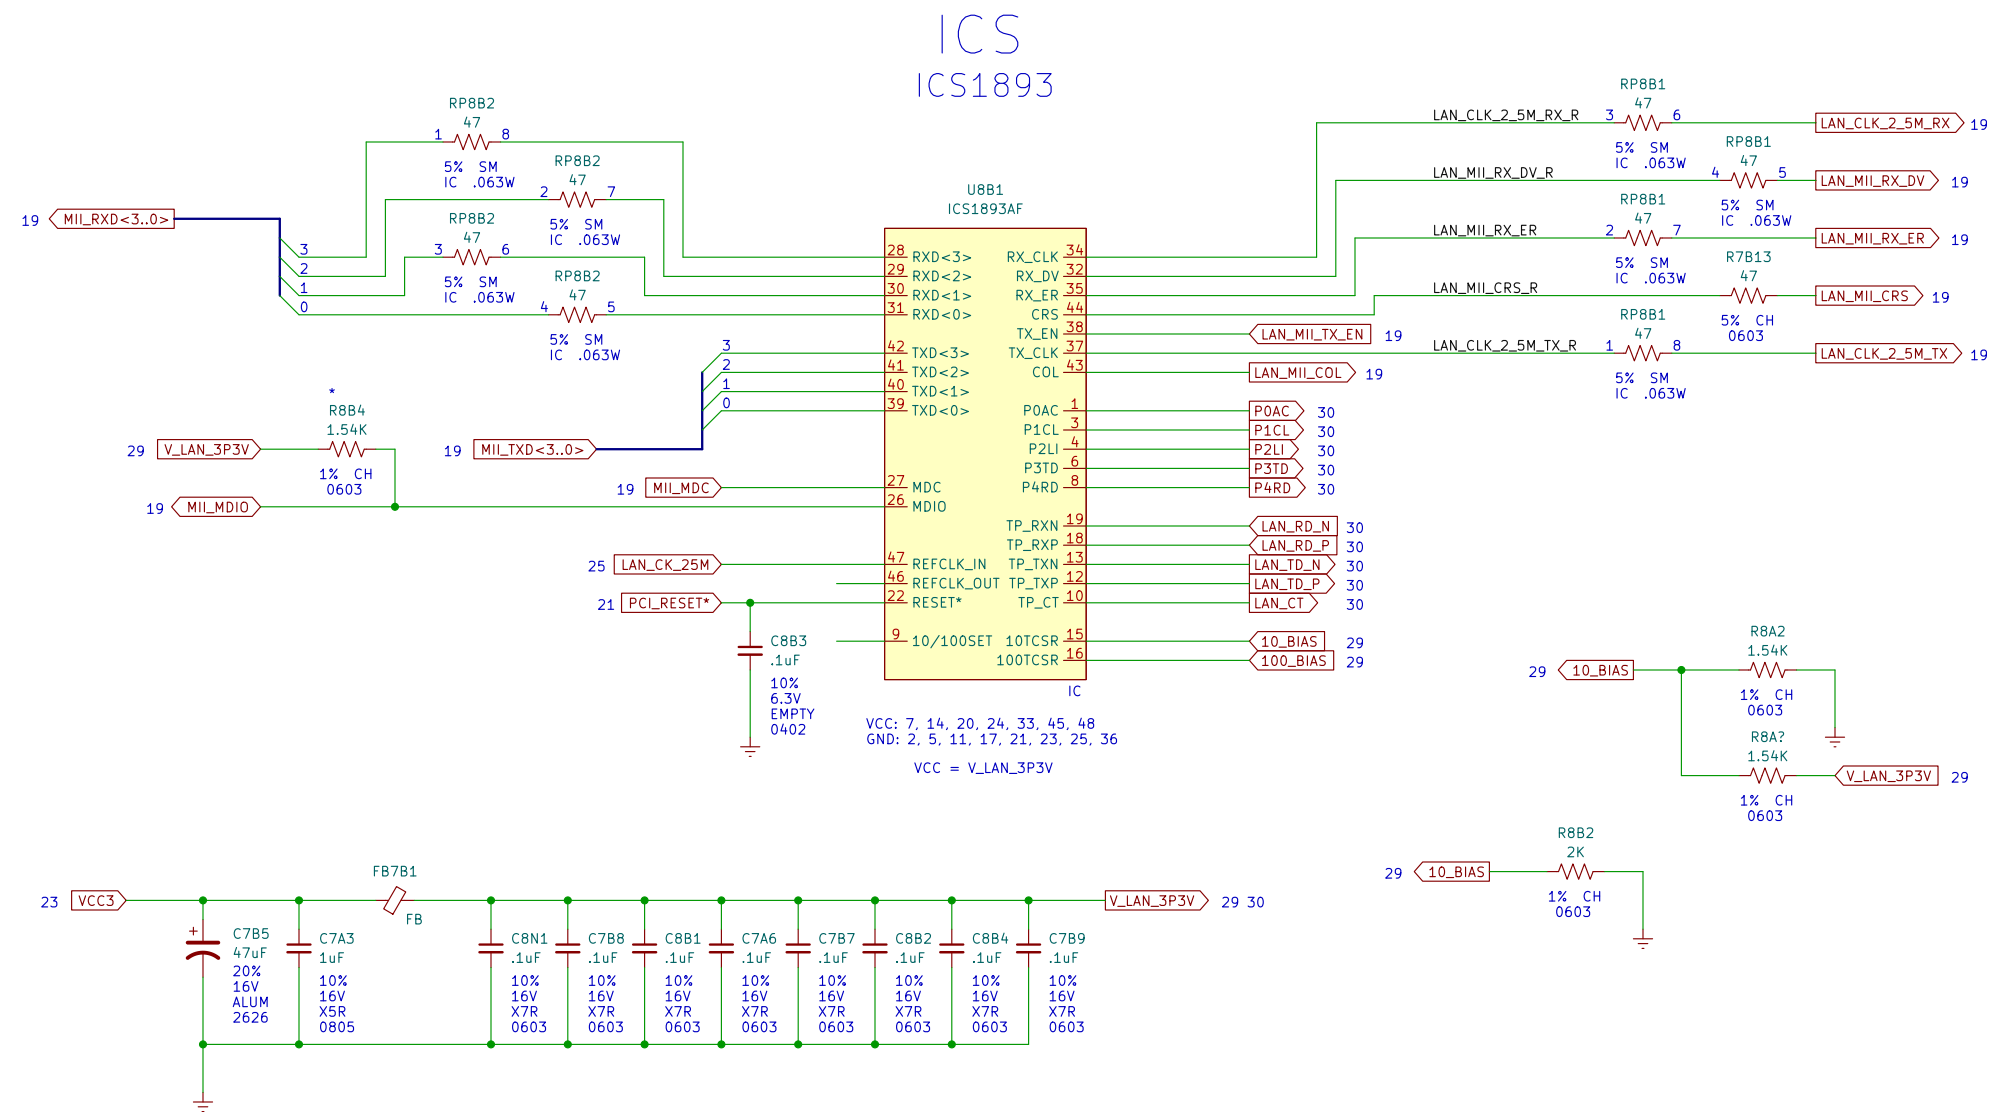 ICS
ICS1893
RP8B2
47
1 8
5% SM
IC .063W
RP8B2
47
2 7
5% SM
IC .063W
RP8B2
47
3 6
5% SM
IC .063W
RP8B2
47
4 5
5% SM
IC .063W
19 MII_RXD<3..0>
3
2
1
0
*
R8B4
1.54K
29 V_LAN_3P3V
1% CH
0603
19 MII_MDIO
3
2
1
0
19 MII_TXD<3..0>
19 MII_MDC
25 LAN_CK_25M
21 PCI_RESET*
C8B3
.1uF
10%
6.3V
EMPTY
0402
U8B1
ICS1893AF
28 RXD<3> RX_CLK 34
29 RXD<2> RX_DV 32
30 RXD<1> RX_ER 35
31 RXD<0> CRS 44
TX_EN 38
42 TXD<3> TX_CLK 37
41 TXD<2> COL 43
40 TXD<1>
39 TXD<0> P0AC 1
P1CL 3
P2LI 4
P3TD 6
27 MDC P4RD 8
26 MDIO
TP_RXN 19
TP_RXP 18
47 REFCLK_IN TP_TXN 13
46 REFCLK_OUT TP_TXP 12
22 RESET* TP_CT 10
9 10/100SET 10TCSR 15
100TCSR 16
IC
VCC: 7, 14, 20, 24, 33, 45, 48
GND: 2, 5, 11, 17, 21, 23, 25, 36
VCC = V_LAN_3P3V
RP8B1
47
LAN_CLK_2_5M_RX_R 3 6 LAN_CLK_2_5M_RX 19
5% SM
IC .063W
RP8B1
47
LAN_MII_RX_DV_R 4 5 LAN_MII_RX_DV 19
5% SM
IC .063W
RP8B1
47
LAN_MII_RX_ER 2 7 LAN_MII_RX_ER 19
5% SM
IC .063W
R7B13
47
LAN_MII_CRS_R LAN_MII_CRS 19
5% CH
0603
LAN_MII_TX_EN 19
RP8B1
47
LAN_CLK_2_5M_TX_R 1 8 LAN_CLK_2_5M_TX 19
5% SM
IC .063W
LAN_MII_COL 19
P0AC 30
P1CL 30
P2LI 30
P3TD 30
P4RD 30
LAN_RD_N 30
LAN_RD_P 30
LAN_TD_N 30
LAN_TD_P 30
LAN_CT 30
10_BIAS 29
100_BIAS 29
R8A2
1.54K
29 10_BIAS
1% CH
0603
R8A?
1.54K
V_LAN_3P3V 29
1% CH
0603
R8B2
2K
29 10_BIAS
1% CH
0603
FB7B1
FB
23 VCC3
V_LAN_3P3V 29 30
+
C7B5
47uF
20%
16V
ALUM
2626
C7A3
1uF
10%
16V
X5R
0805
C8N1
.1uF
10%
16V
X7R
0603
C7B8
.1uF
10%
16V
X7R
0603
C8B1
.1uF
10%
16V
X7R
0603
C7A6
.1uF
10%
16V
X7R
0603
C7B7
.1uF
10%
16V
X7R
0603
C8B2
.1uF
10%
16V
X7R
0603
C8B4
.1uF
10%
16V
X7R
0603
C7B9
.1uF
10%
16V
X7R
0603